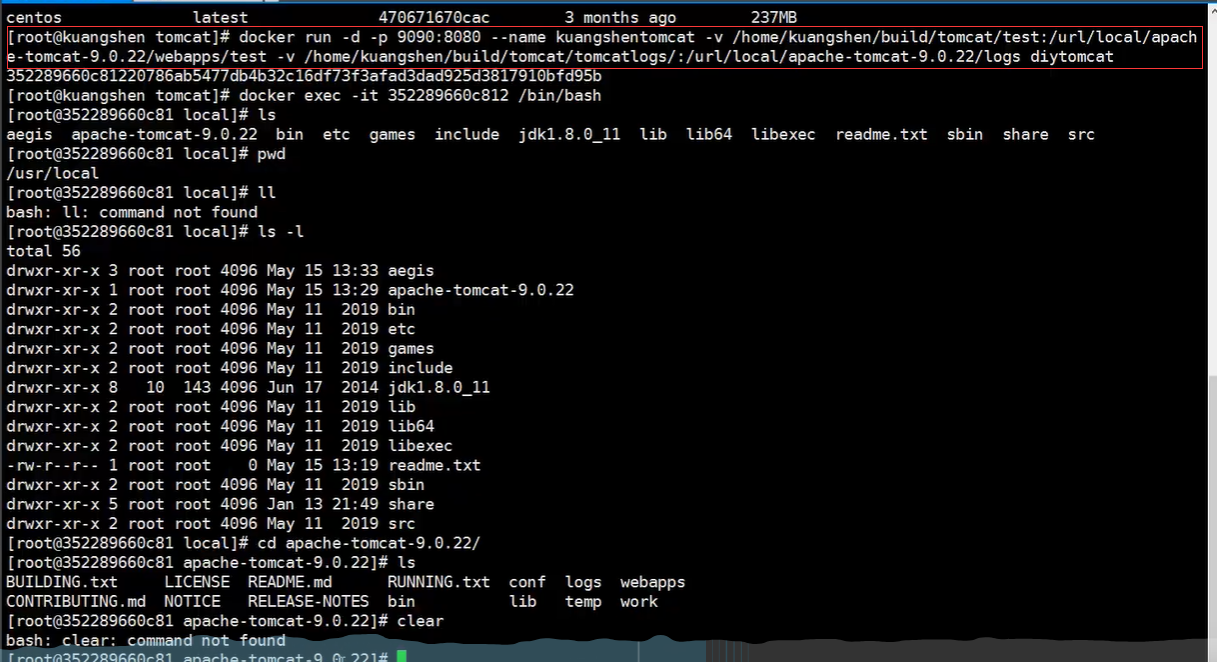 centos latest 470671670cac 3 months ago 237MB
[root@kuangshen tomcat]# docker run -d -p 9090:8080 --name kuangshentomcat -v /home/kuangshen/build/tomcat/test:/url/local/apach
e-tomcat-9.0.22/webapps/test -v /home/kuangshen/build/tomcat/tomcatlogs/:/url/local/apache-tomcat-9.0.22/logs diytomcat
352289660c81220786ab5477db4b32c16df73f3afad3dad925d3817910bfd95b
[root@kuangshen tomcat]# docker exec -it 352289660c812 /bin/bash
[root@352289660c81 local]# ls
aegis apache-tomcat-9.0.22 bin etc games include jdk1.8.0_11 lib lib64 libexec readme.txt sbin share src
[root@352289660c81 local]# pwd
/usr/local
[root@352289660c81 local]# ll
bash: ll: command not found
[root@352289660c81 local]# ls -l
total 56
drwxr-xr-x 3 root root 4096 May 15 13:33 aegis
drwxr-xr-x 1 root root 4096 May 15 13:29 apache-tomcat-9.0.22
drwxr-xr-x 2 root root 4096 May 11 2019 bin
drwxr-xr-x 2 root root 4096 May 11 2019 etc
drwxr-xr-x 2 root root 4096 May 11 2019 games
drwxr-xr-x 2 root root 4096 May 11 2019 include
drwxr-xr-x 8 10 143 4096 Jun 17 2014 jdk1.8.0_11
drwxr-xr-x 2 root root 4096 May 11 2019 lib
drwxr-xr-x 2 root root 4096 May 11 2019 lib64
drwxr-xr-x 2 root root 4096 May 11 2019 libexec
-rw-r--r-- 1 root root 0 May 15 13:19 readme.txt
drwxr-xr-x 2 root root 4096 May 11 2019 sbin
drwxr-xr-x 5 root root 4096 Jan 13 21:49 share
drwxr-xr-x 2 root root 4096 May 11 2019 src
[root@352289660c81 local]# cd apache-tomcat-9.0.22/
[root@352289660c81 apache-tomcat-9.0.22]# ls
BUILDING.txt LICENSE README.md RUNNING.txt conf logs webapps
CONTRIBUTING.md NOTICE RELEASE-NOTES bin lib temp work
[root@352289660c81 apache-tomcat-9.0.22]# clear
bash: clear: command not found
[root@352289660c81 apache-tomcat-9.0.22]#